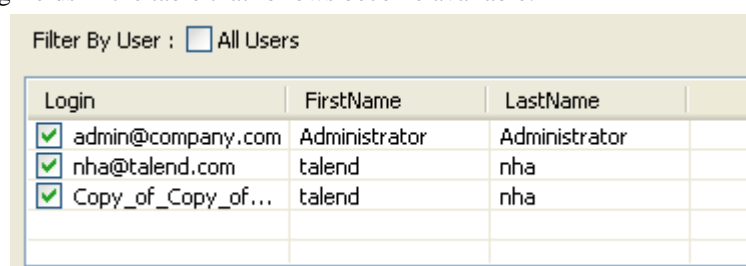 Filter By User : All Users
Login FirstName LastName
admin@company.com Administrator Administrator
nha@talend.com talend nha
Copy_of_Copy_of... talend nha